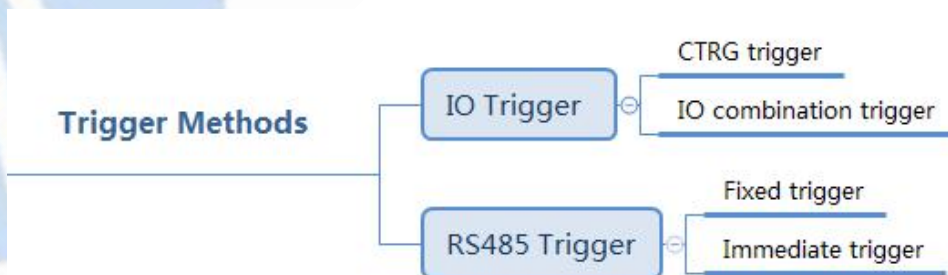 Trigger Methods
IO Trigger
CTRG trigger
IO combination trigger
RS485 Trigger
Fixed trigger
Immediate trigger